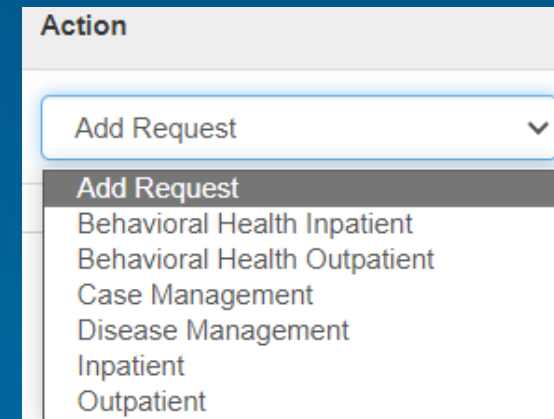 Action
Add Request
Add Request
Behavioral Health Inpatient
Behavioral Health Outpatient
Case Management
Disease Management
Inpatient
Outpatient